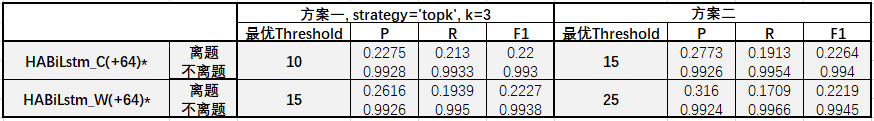 方案一, strategy='topk', k=3 方案二
最优Threshold P R F1 最优Threshold P R F1
HABiLstm_C(+64)* 离题 10 0.2275 0.213 0.22 15 0.2773 0.1913 0.2264
不离题 0.9928 0.9933 0.993 0.9926 0.9954 0.994
HABiLstm_W(+64)* 离题 15 0.2616 0.1939 0.2227 25 0.316 0.1709 0.2219
不离题 0.9926 0.995 0.9938 0.9924 0.9966 0.9945